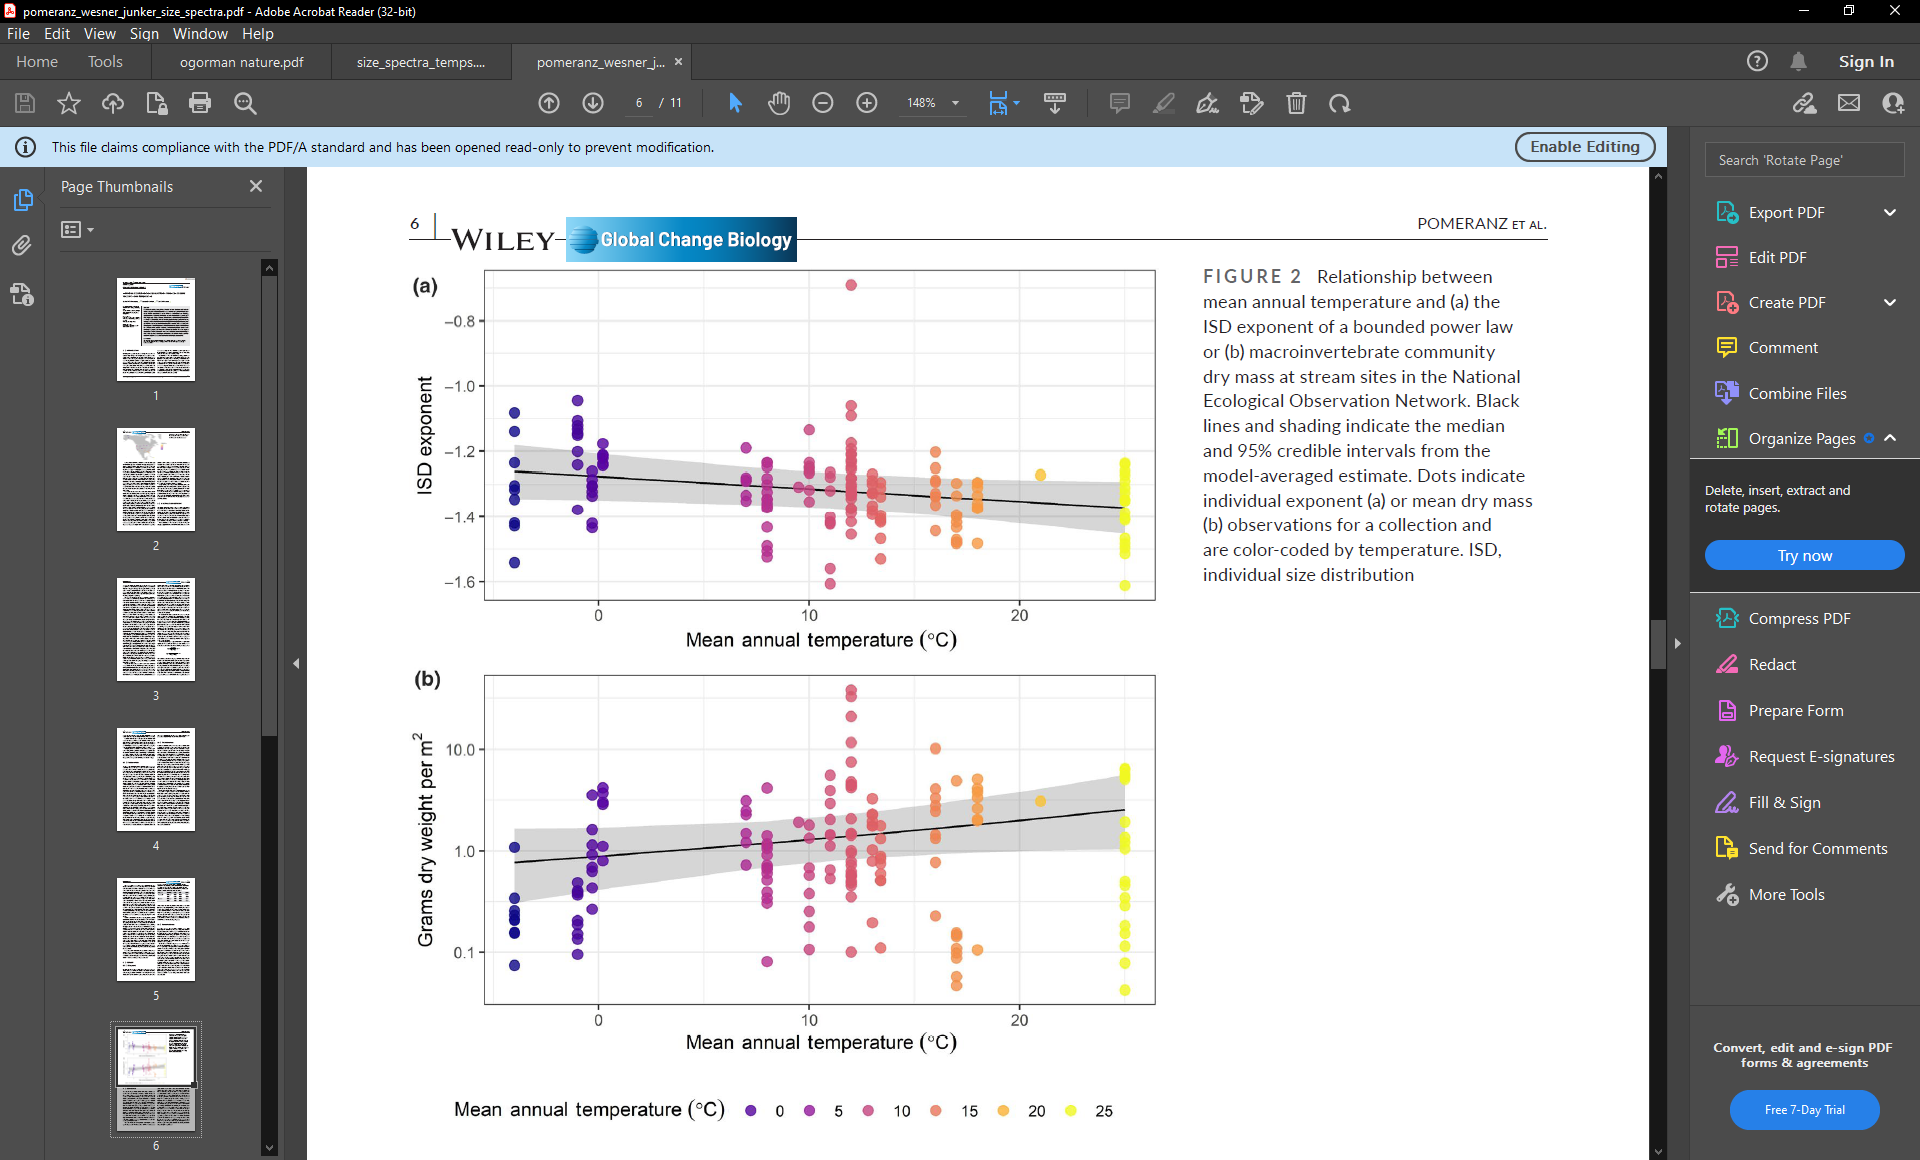 pomeranz_wesner_junker_size_spectra.pdf - Adobe Acrobat Reader (32-bit)
File Edit View Sign Window Help
Home Tools ogorman nature.pdf size_spectra_temps.... pomeranz_wesner_j... Sign In
6 / 11 148%
This file claims compliance with the PDF/A standard and has been opened read-only to prevent modification. Enable Editing
Page Thumbnails
1
2
3
4
5
6
6 WILEY Global Change Biology POMERANZ ET AL.
(a)
ISD exponent
−0.8
−1.0
−1.2
−1.4
−1.6
0 10 20
Mean annual temperature (°C)
(b)
Grams dry weight per m²
10.0
1.0
0.1
0 10 20
Mean annual temperature (°C)
Mean annual temperature (°C) 0 5 10 15 20 25
FIGURE 2 Relationship between
mean annual temperature and (a) the
ISD exponent of a bounded power law
or (b) macroinvertebrate community
dry mass at stream sites in the National
Ecological Observation Network. Black
lines and shading indicate the median
and 95% credible intervals from the
model-averaged estimate. Dots indicate
individual exponent (a) or mean dry mass
(b) observations for a collection and
are color-coded by temperature. ISD,
individual size distribution
Search 'Rotate Page'
Export PDF
Edit PDF
Create PDF
Comment
Combine Files
Organize Pages
Delete, insert, extract and
rotate pages.
Try now
Compress PDF
Redact
Prepare Form
Request E-signatures
Fill & Sign
Send for Comments
More Tools
Convert, edit and e-sign PDF
forms & agreements
Free 7-Day Trial